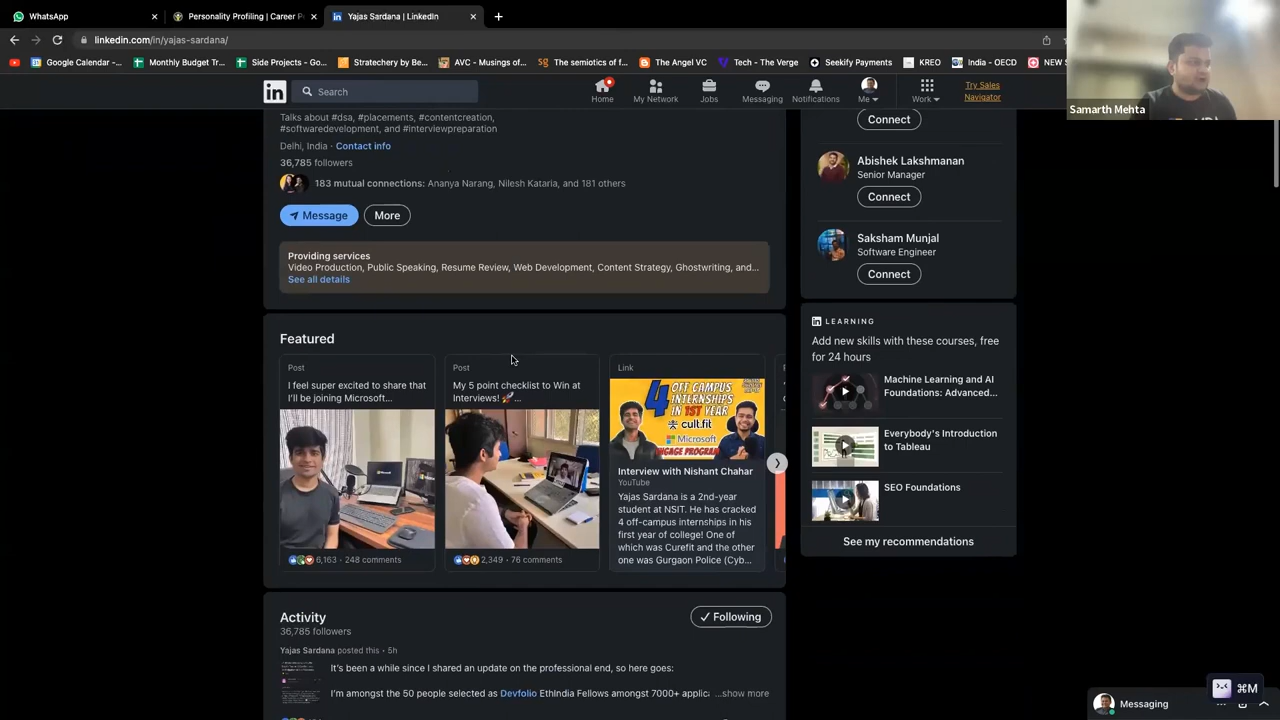 WhatsApp
Personality Profiling | Career P
Yajas Sardana | LinkedIn
linkedin.com/in/yajas-sardana/
Google Calendar -...
Monthly Budget Tr...
Side Projects - Go...
Stratechery by Be...
AVC - Musings of...
The semiotics of f...
The Angel VC
Tech - The Verge
Seekify Payments
KREO
India - OECD
NEW S
Search
Home
My Network
Jobs
Messaging
Notifications
Me
Work
Try Sales
Navigator
Samarth Mehta
Talks about #dsa, #placements, #contentcreation,
#softwaredevelopment, and #interviewpreparation
Delhi, India · Contact info
36,785 followers
183 mutual connections: Ananya Narang, Nilesh Kataria, and 181 others
Message
More
Providing services
Video Production, Public Speaking, Resume Review, Web Development, Content Strategy, Ghostwriting, and...
See all details
Featured
Post
I feel super excited to share that
I'll be joining Microsoft...
6,163 · 248 comments
Post
My 5 point checklist to Win at
Interviews! 🚀...
2,349 · 76 comments
Link
4 OFF CAMPUS
INTERNSHIPS
IN 1ST YEAR
cult.fit
Microsoft
ENGAGE PROGRAM
Interview with Nishant Chahar
YouTube
Yajas Sardana is a 2nd-year
student at NSIT. He has cracked
4 off-campus internships in his
first year of college! One of
which was Curefit and the other
one was Gurgaon Police (Cyb...
Activity
36,785 followers
Following
Yajas Sardana posted this · 5h
It's been a while since I shared an update on the professional end, so here goes:
I'm amongst the 50 people selected as Devfolio EthIndia Fellows amongst 7000+ applic ...show more
Connect
Abishek Lakshmanan
Senior Manager
Connect
Saksham Munjal
Software Engineer
Connect
in LEARNING
Add new skills with these courses, free
for 24 hours
Machine Learning and AI
Foundations: Advanced...
Everybody's Introduction
to Tableau
SEO Foundations
See my recommendations
⌘M
Messaging